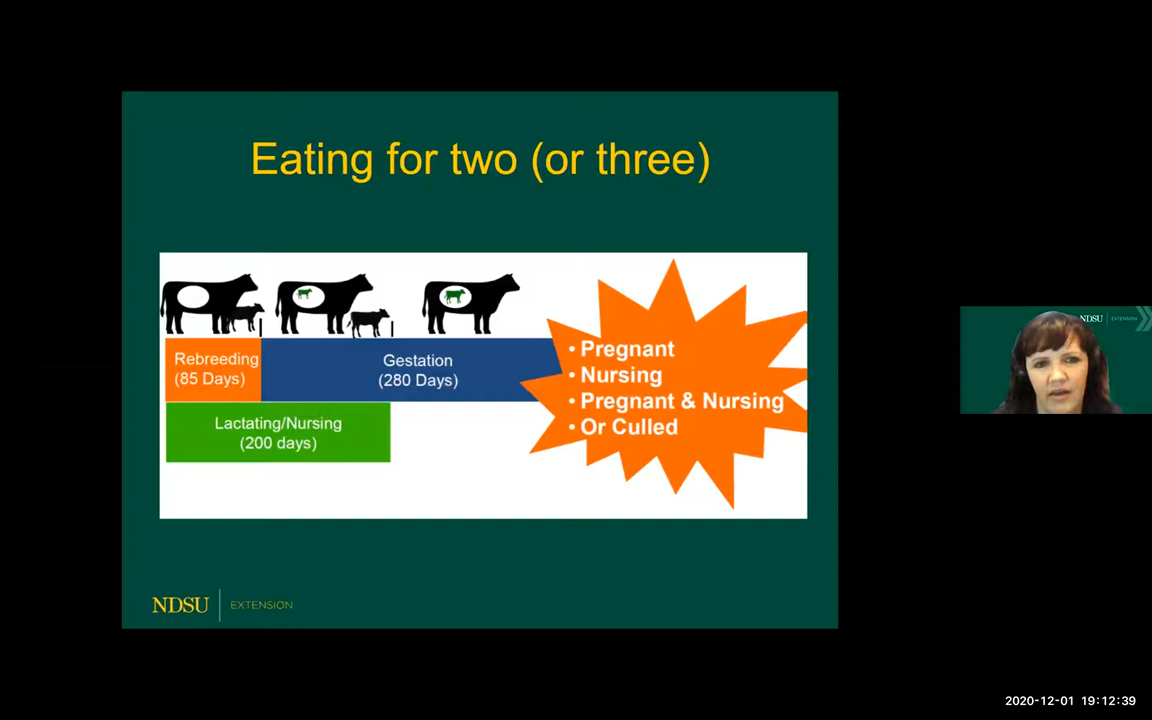 Eating for two (or three)
Rebreeding
(85 Days)
Gestation
(280 Days)
Lactating/Nursing
(200 days)
• Pregnant
• Nursing
• Pregnant & Nursing
• Or Culled
NDSU EXTENSION
NDSU EXTENSION
2020-12-01 19:12:39